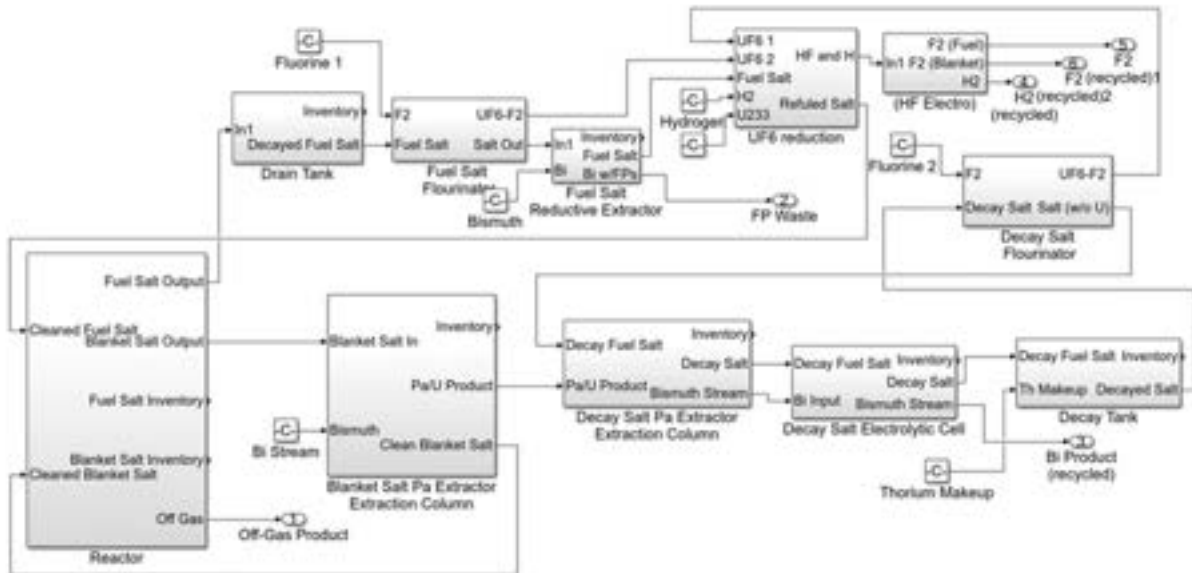 -C-
Fluorine 1
In1
Inventory
Decayed Fuel Salt
Drain Tank
F2
UF6-F2
Fuel Salt
Salt Out
Fuel Salt
Flourinator
-C-
Bismuth
In1
Bi
Inventory
Fuel Salt
Bi w/FPs
Fuel Salt
Reductive Extractor
2
FP Waste
-C-
Hydrogen
-C-
UF6 1
UF6 2
Fuel Salt
H2
U233
HF and H
Refuled Salt
UF6 reduction
In1
F2 (Fuel)
F2 (Blanket)
H2
(HF Electro)
5
F2
(recycled)1
6
F2
(recycled)2
4
H2
(recycled)
-C-
Fluorine 2
F2
UF6-F2
Decay Salt
Salt (w/o U)
Decay Salt
Flourinator
Fuel Salt Output
Cleaned Fuel Salt
Blanket Salt Output
Fuel Salt Inventory
Blanket Salt Inventory
Cleaned Blanket Salt
Off Gas
Reactor
1
Off-Gas Product
-C-
Bi Stream
Inventory
Blanket Salt In
Pa/U Product
Bismuth
Clean Blanket Salt
Blanket Salt Pa Extractor
Extraction Column
Inventory
Decay Fuel Salt
Decay Salt
Pa/U Product
Bismuth Stream
Decay Salt Pa Extractor
Extraction Column
Decay Fuel Salt
Inventory
Decay Salt
Bi Input
Bismuth Stream
Decay Salt Electrolytic Cell
3
Bi Product
(recycled)
-C-
Thorium Makeup
Decay Fuel Salt
Inventory
Th Makeup
Decayed Salt
Decay Tank